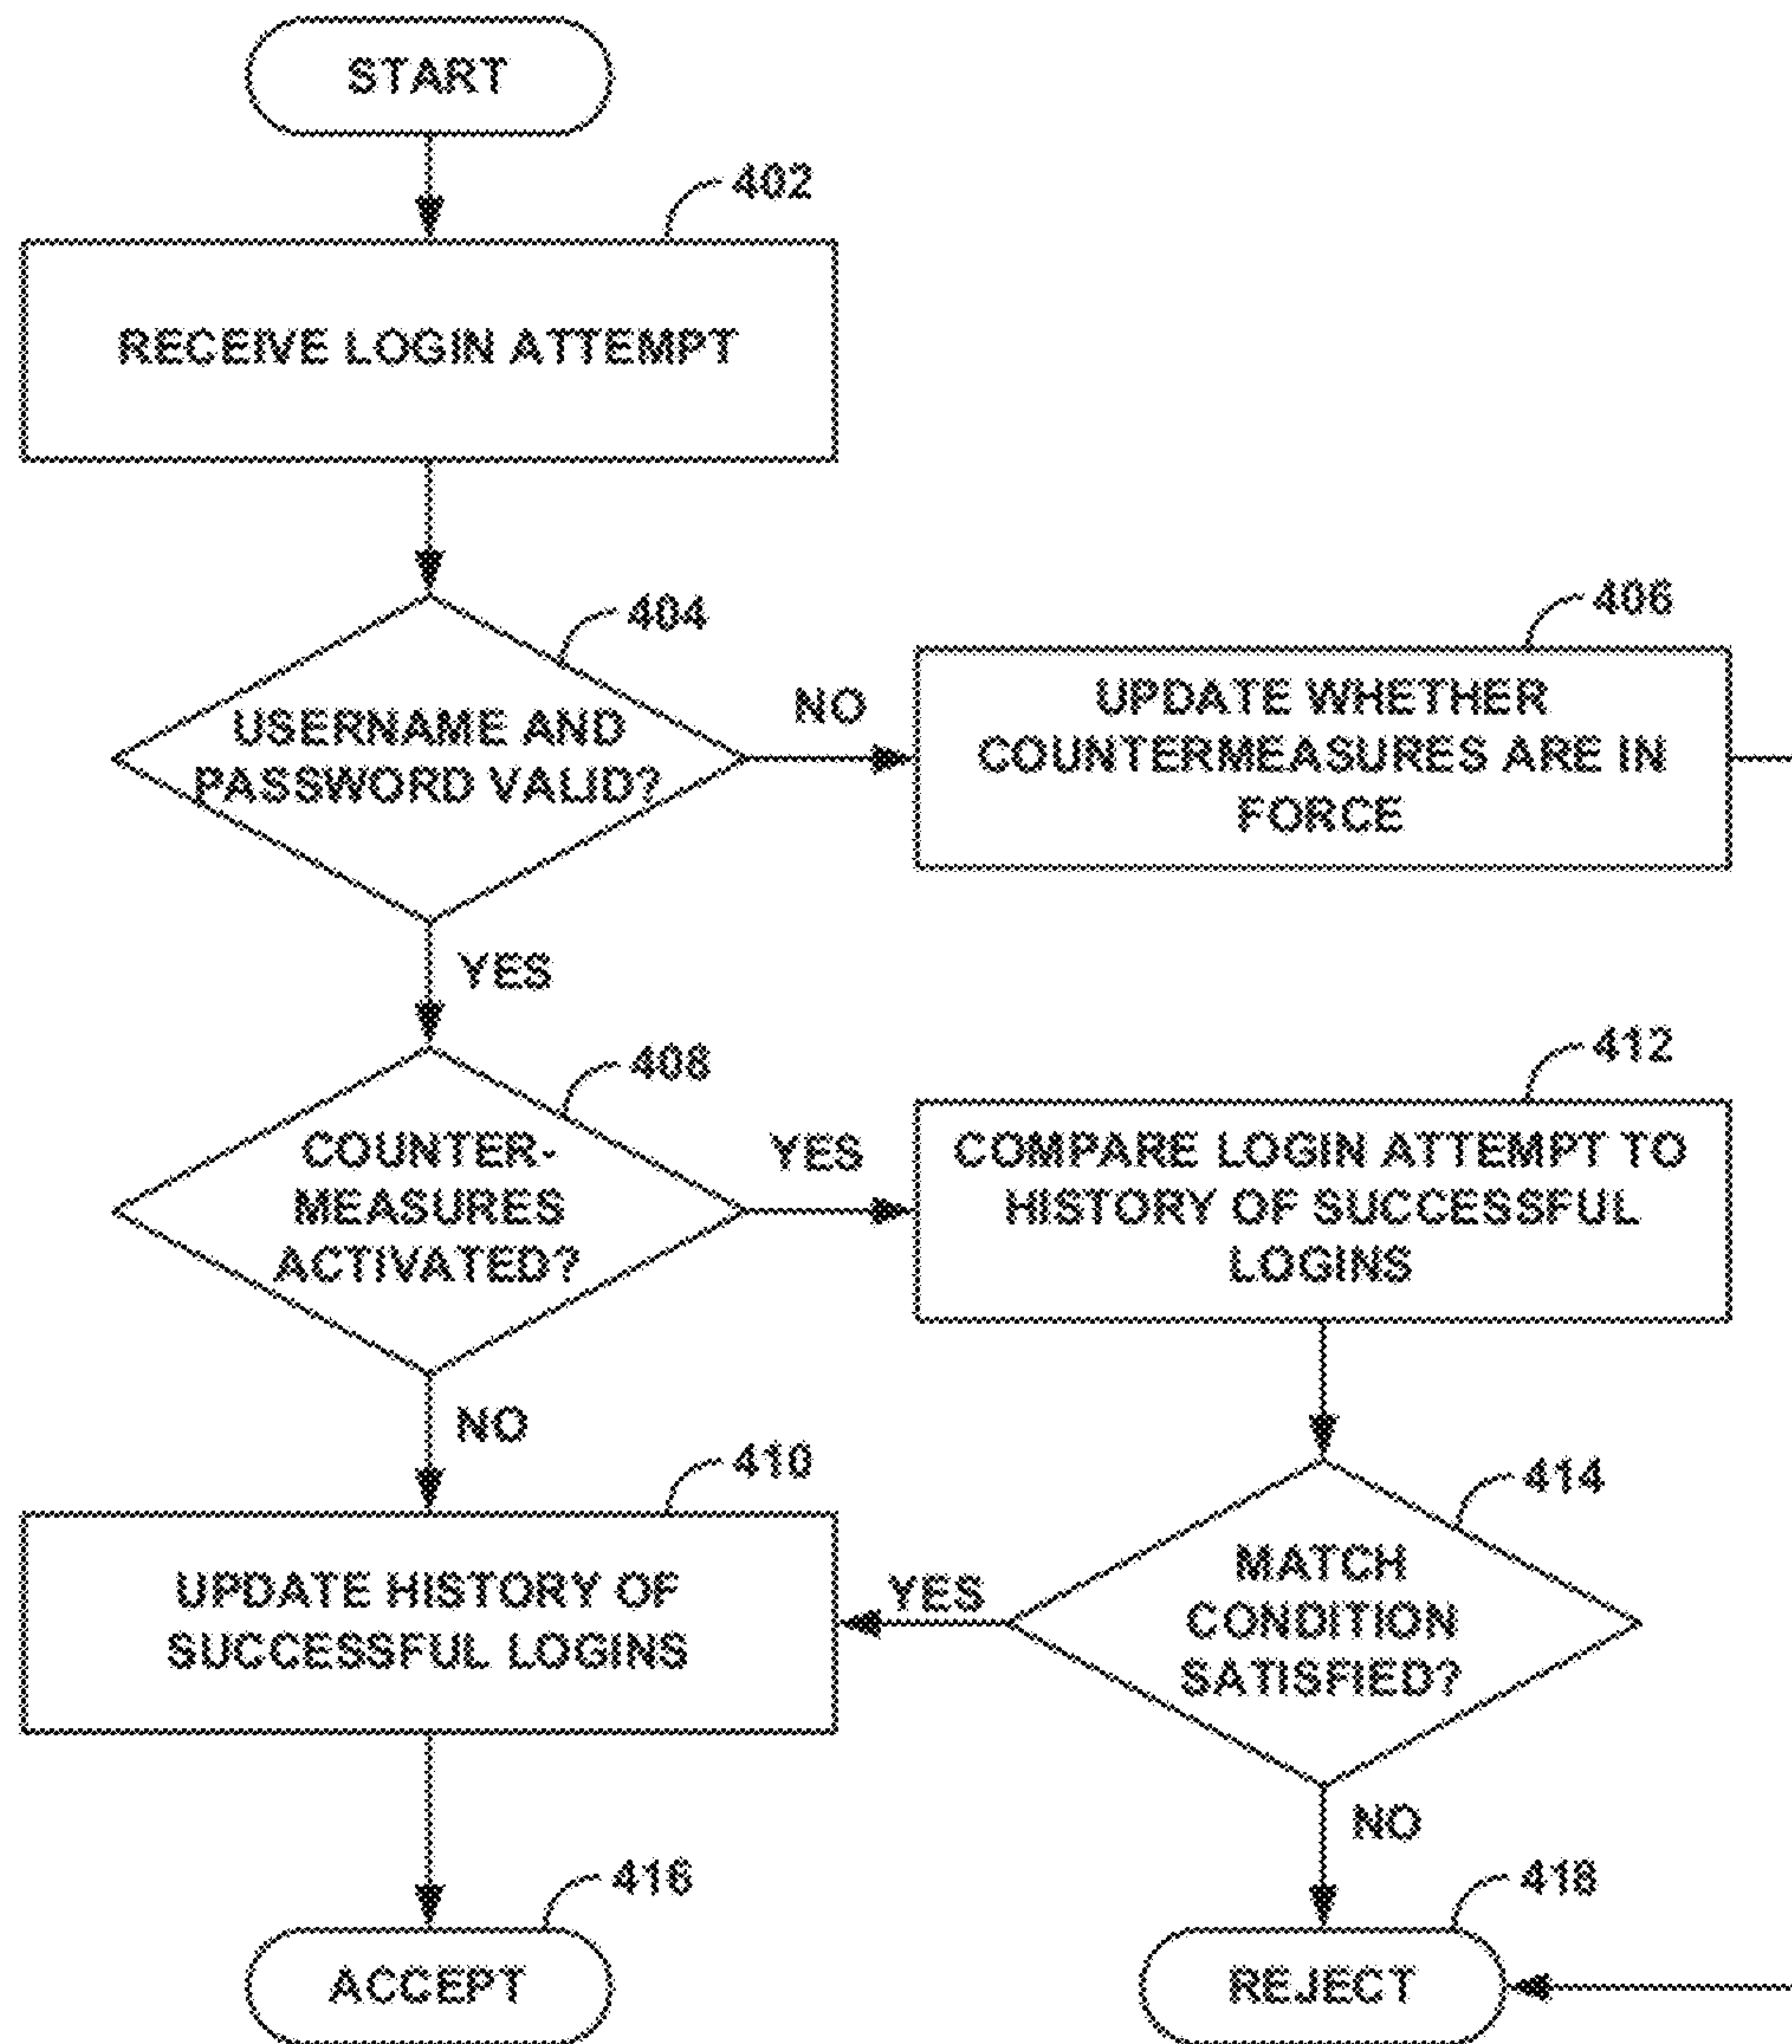 START
402
RECEIVE LOGIN ATTEMPT
404
USERNAME AND
PASSWORD VALID?
NO
406
UPDATE WHETHER
COUNTERMEASURES ARE IN
FORCE
YES
408
COUNTER-
MEASURES
ACTIVATED?
YES
412
COMPARE LOGIN ATTEMPT TO
HISTORY OF SUCCESSFUL
LOGINS
NO
410
UPDATE HISTORY OF
SUCCESSFUL LOGINS
YES
414
MATCH
CONDITION
SATISFIED?
NO
416
ACCEPT
418
REJECT